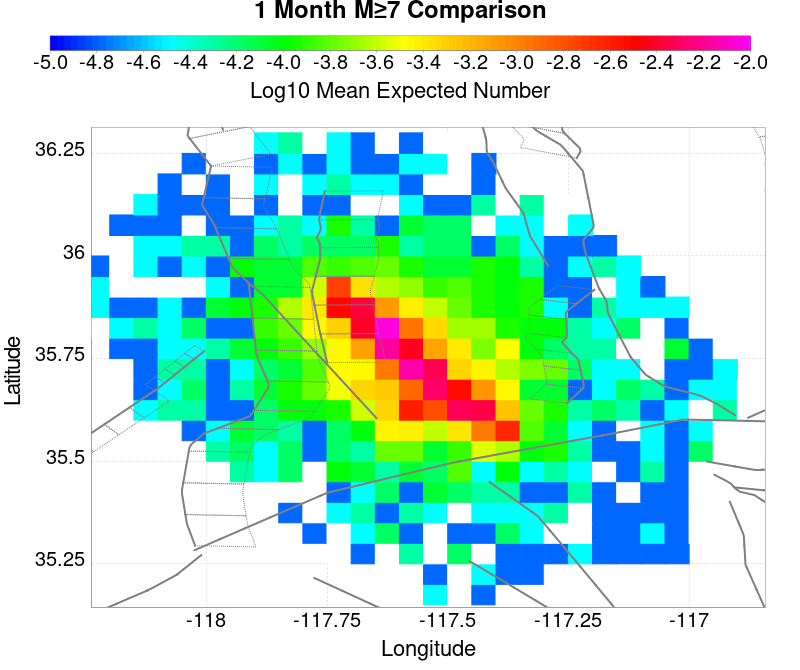 1 Month M≥7 Comparison
-5.0 -4.8 -4.6 -4.4 -4.2 -4.0 -3.8 -3.6 -3.4 -3.2 -3.0 -2.8 -2.6 -2.4 -2.2 -2.0
Log10 Mean Expected Number
36.25
36
35.75
35.5
35.25
Latitude
-118 -117.75 -117.5 -117.25 -117
Longitude